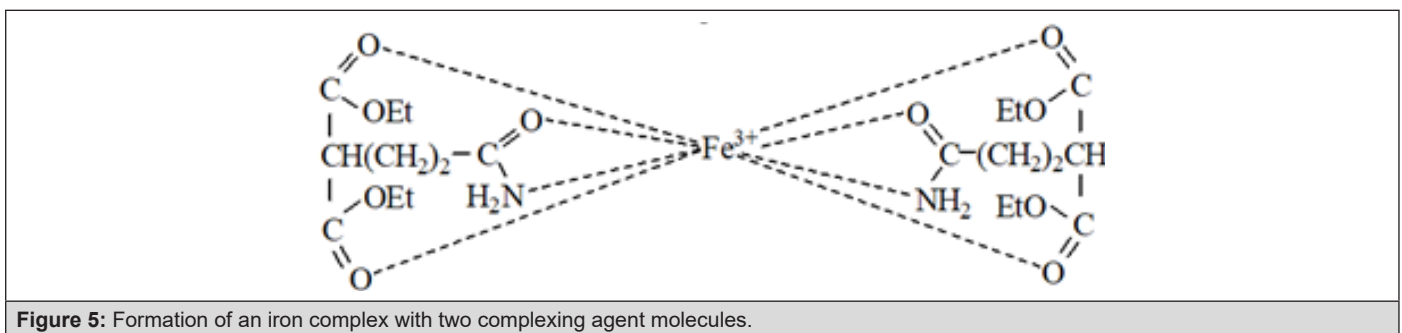 O O
C C
OEt EtO
O O
CH(CH₂)₂–C Fe³⁺ C–(CH₂)₂CH
H₂N NH₂
OEt EtO
C C
O O
Figure 5: Formation of an iron complex with two complexing agent molecules.